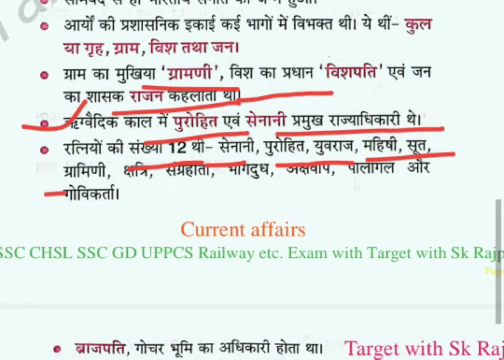 • आर्यों की प्रशासनिक इकाई कई भागों में विभक्त थी। ये थीं– कुल
या गृह, ग्राम, विश तथा जन।
• ग्राम का मुखिया 'ग्रामणी', विश का प्रधान 'विशपति' एवं जन
का शासक राजन कहलाता था।
• ऋग्वैदिक काल में पुरोहित एवं सेनानी प्रमुख राज्याधिकारी थे।
• रत्नियों की संख्या 12 थी– सेनानी, पुरोहित, युवराज, महिषी, सूत,
ग्रामिणी, क्षत्रि, संग्रहीता, भागदुध, अक्षवाप, पालागल और
गोविकर्ता।
Current affairs
SSC CHSL SSC GD UPPCS Railway etc. Exam with Target with Sk Rajp
• ब्राजपति, गोचर भूमि का अधिकारी होता था। Target with Sk Raj